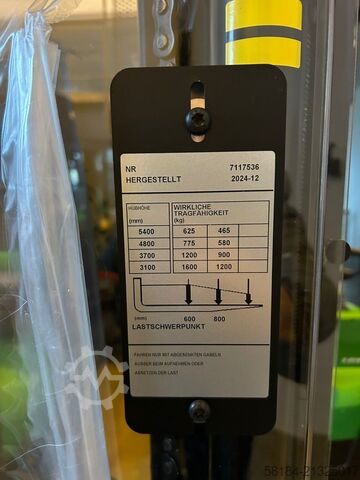 NR 7117536
HERGESTELLT 2024-12
HUBHÖHE WIRKLICHE
TRAGFÄHIGKEIT
(mm) (kg)
5400 625 465
4800 775 580
3700 1200 900
3100 1600 1200
(mm) 600 800
LASTSCHWERPUNKT
FAHREN NUR MIT ABGESENKTEN GABELN
AUSSER BEIM AUFNEHMEN ODER
ABSETZEN DER LAST